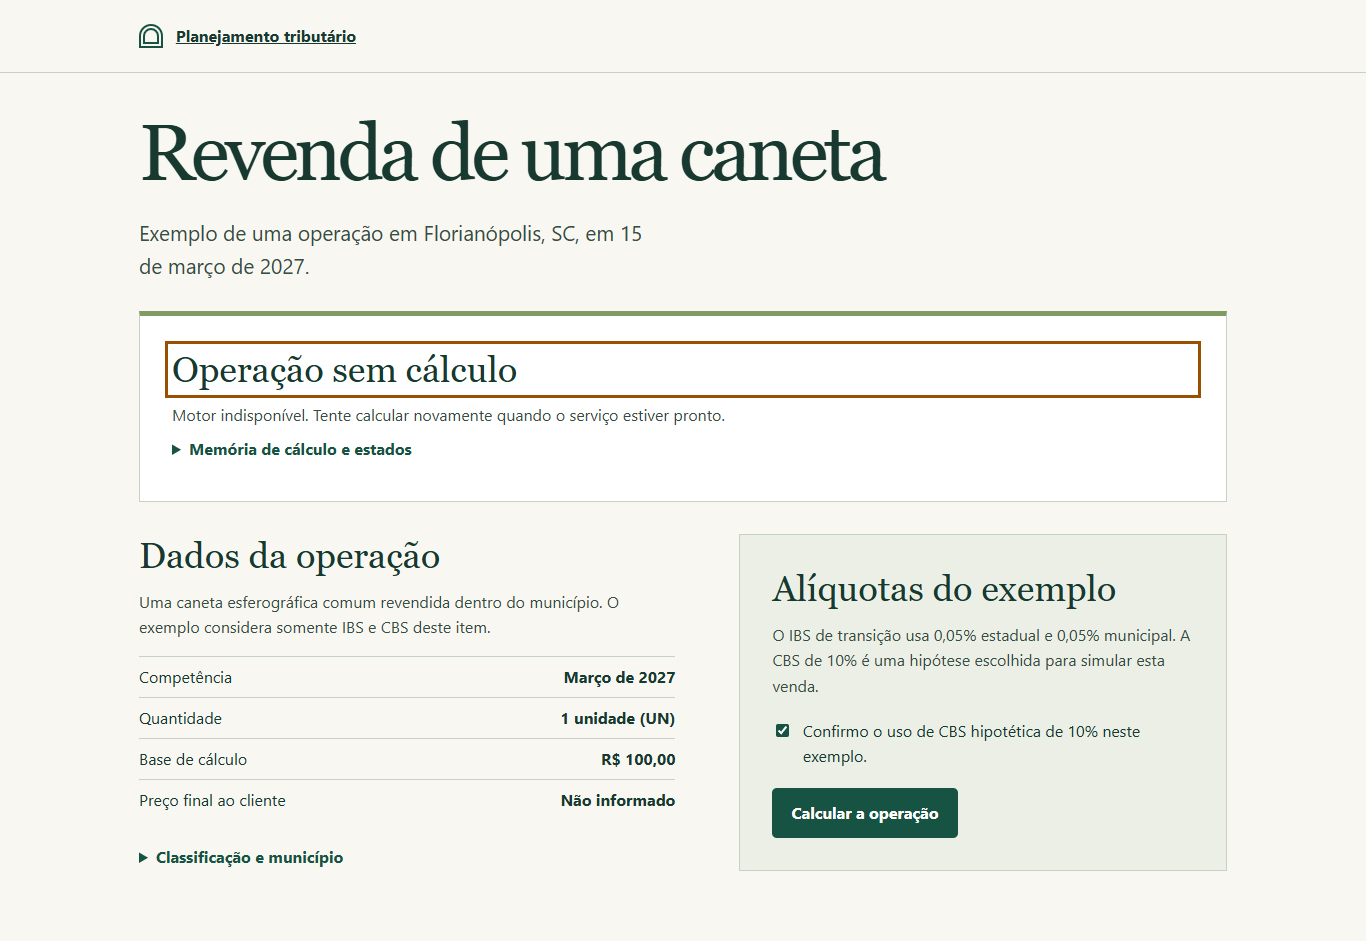 Planejamento tributário
Revenda de uma caneta
Exemplo de uma operação em Florianópolis, SC, em 15
de março de 2027.
Operação sem cálculo
Motor indisponível. Tente calcular novamente quando o serviço estiver pronto.
Memória de cálculo e estados
Dados da operação
Uma caneta esferográfica comum revendida dentro do município. O
exemplo considera somente IBS e CBS deste item.
Competência Março de 2027
Quantidade 1 unidade (UN)
Base de cálculo R$ 100,00
Preço final ao cliente Não informado
Classificação e município
Alíquotas do exemplo
O IBS de transição usa 0,05% estadual e 0,05% municipal. A
CBS de 10% é uma hipótese escolhida para simular esta
venda.
Confirmo o uso de CBS hipotética de 10% neste
exemplo.
Calcular a operação